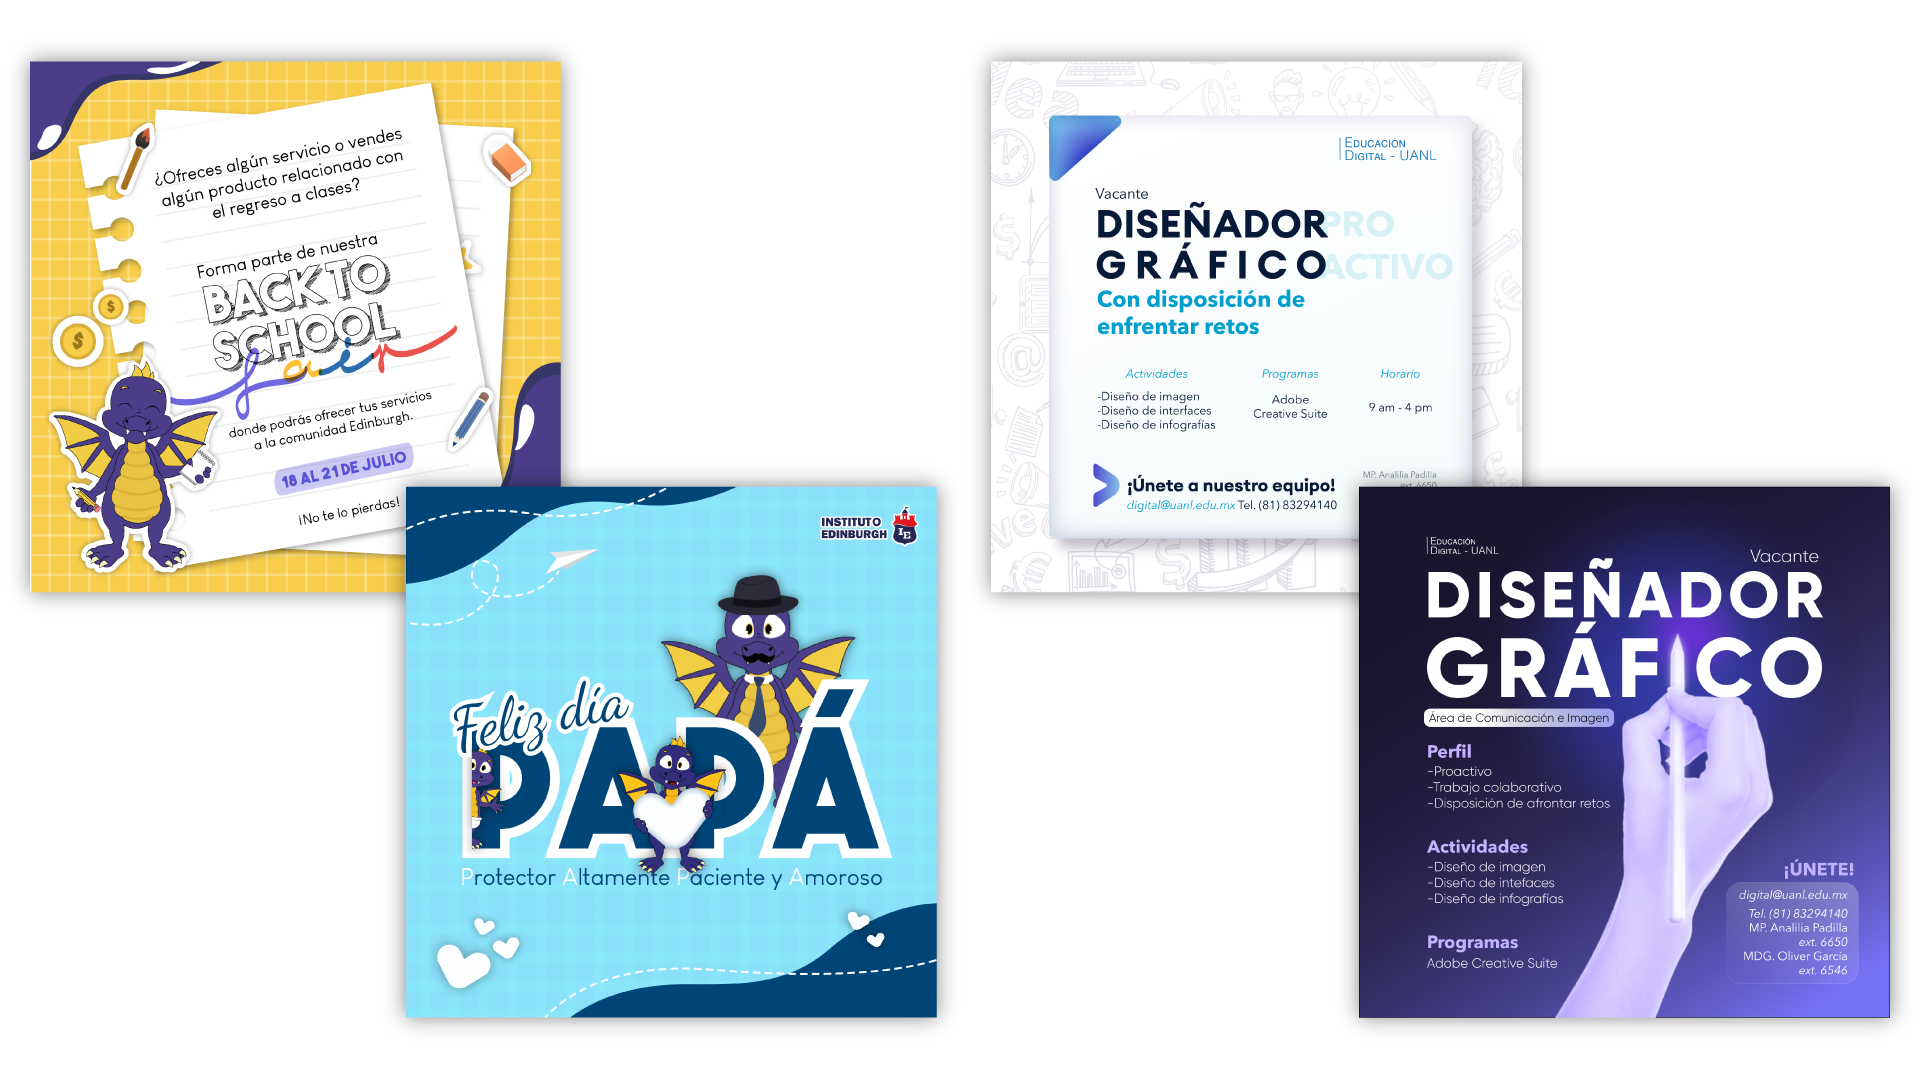 ¿Ofreces algún servicio o vendes
algún producto relacionado con
el regreso a clases?
Forma parte de nuestra
BACK TO
SCHOOL
fair
donde podrás ofrecer tus servicios
a la comunidad Edinburgh.
18 AL 21 DE JULIO
¡No te lo pierdas!
$
$
INSTITUTO
EDINBURGH
IE
Feliz día
PAPÁ
Protector Altamente Paciente y Amoroso
EDUCACIÓN
DIGITAL - UANL
Vacante
DISEÑADOR PRO
GRÁFICO ACTIVO
Con disposición de
enfrentar retos
Actividades
-Diseño de imagen
-Diseño de interfaces
-Diseño de infografías
Programas
Adobe
Creative Suite
Horario
9 am - 4 pm
¡Únete a nuestro equipo!
digital@uanl.edu.mx Tel. (81) 83294140
MP. Analilia Padilla
ext. 6650
EDUCACIÓN
DIGITAL - UANL
Vacante
DISEÑADOR
GRÁFICO
Área de Comunicación e Imagen
Perfil
-Proactivo
-Trabajo colaborativo
-Disposición de afrontar retos
Actividades
-Diseño de imagen
-Diseño de intefaces
-Diseño de infografías
Programas
Adobe Creative Suite
¡ÚNETE!
digital@uanl.edu.mx
Tel. (81) 83294140
MP. Analilia Padilla
ext. 6650
MDG. Oliver García
ext. 6546